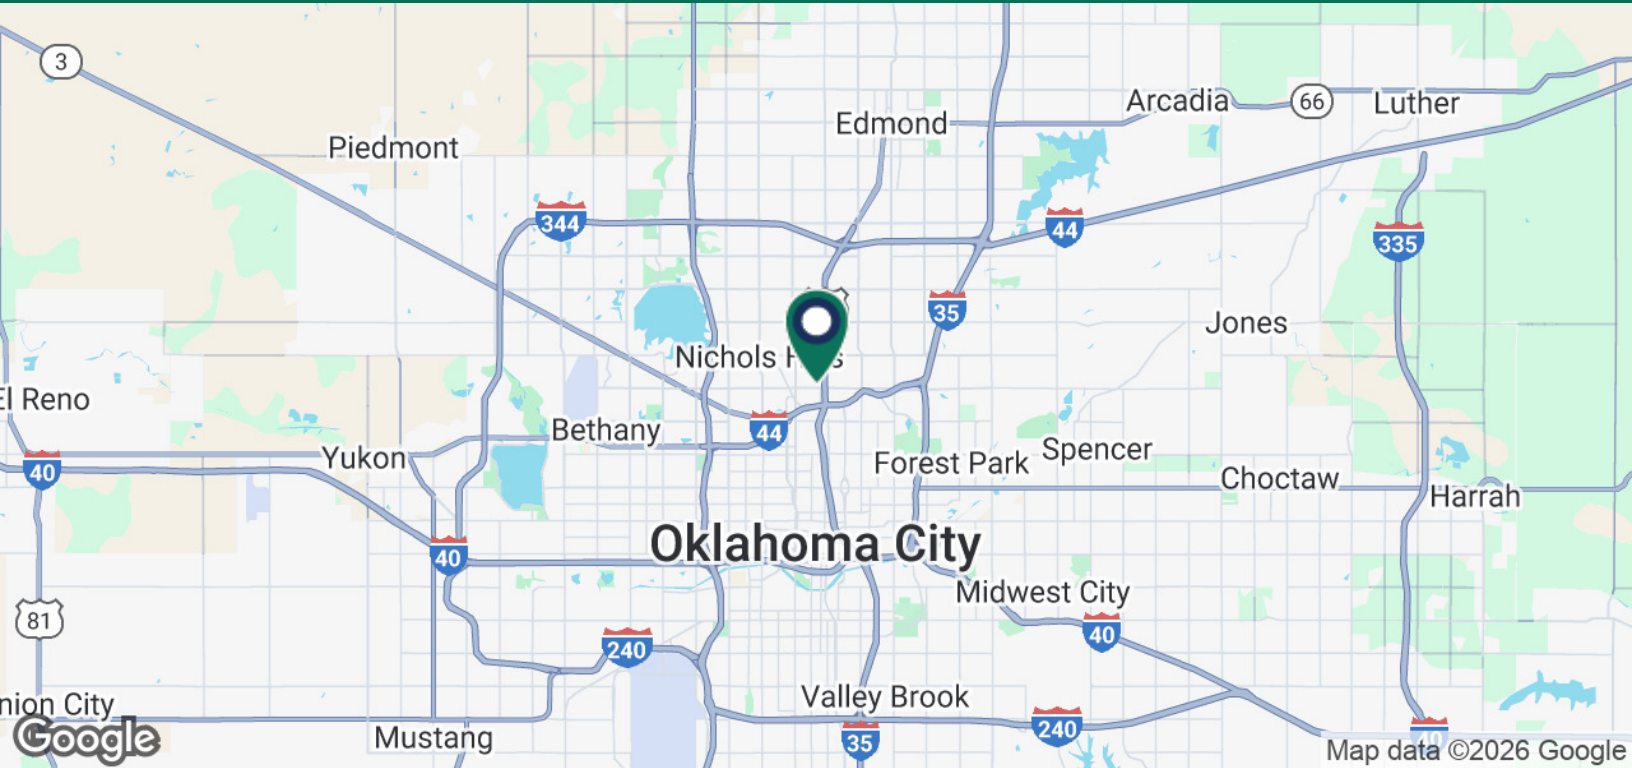 3
Arcadia
66
Luther
Edmond
Piedmont
344
44
335
35
Jones
Nichols
El Reno
44
Bethany
Yukon
40
Forest Park
Spencer
Choctaw
Harrah
Oklahoma City
40
Midwest City
81
40
240
nion City
Valley Brook
240
40
Mustang
35
Google
Map data ©2026 Google